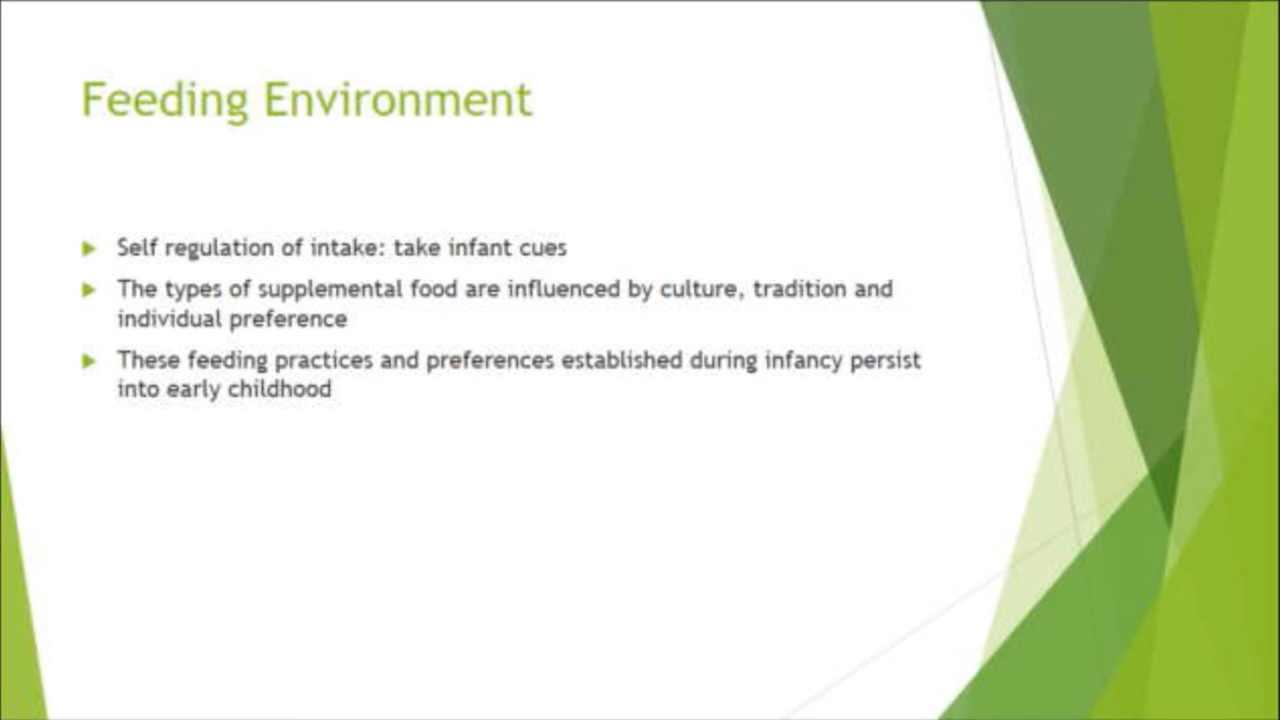 Feeding Environment
Self regulation of intake: take infant cues
The types of supplemental food are influenced by culture, tradition and
individual preference
These feeding practices and preferences established during infancy persist
into early childhood